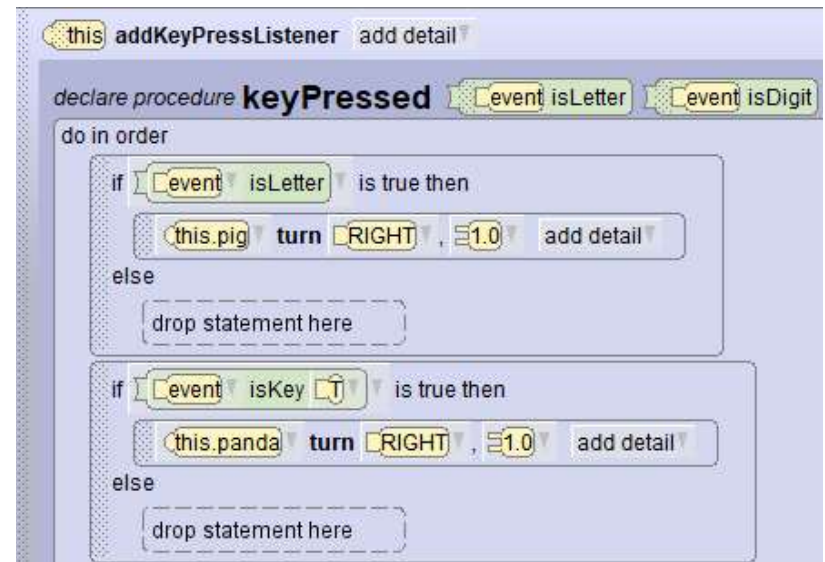 this addKeyPressListener add detail
declare procedure keyPressed event isLetter event isDigit
do in order
if event isLetter is true then
this.pig turn RIGHT , 1.0 add detail
else
drop statement here
if event isKey T is true then
this.panda turn RIGHT , 1.0 add detail
else
drop statement here